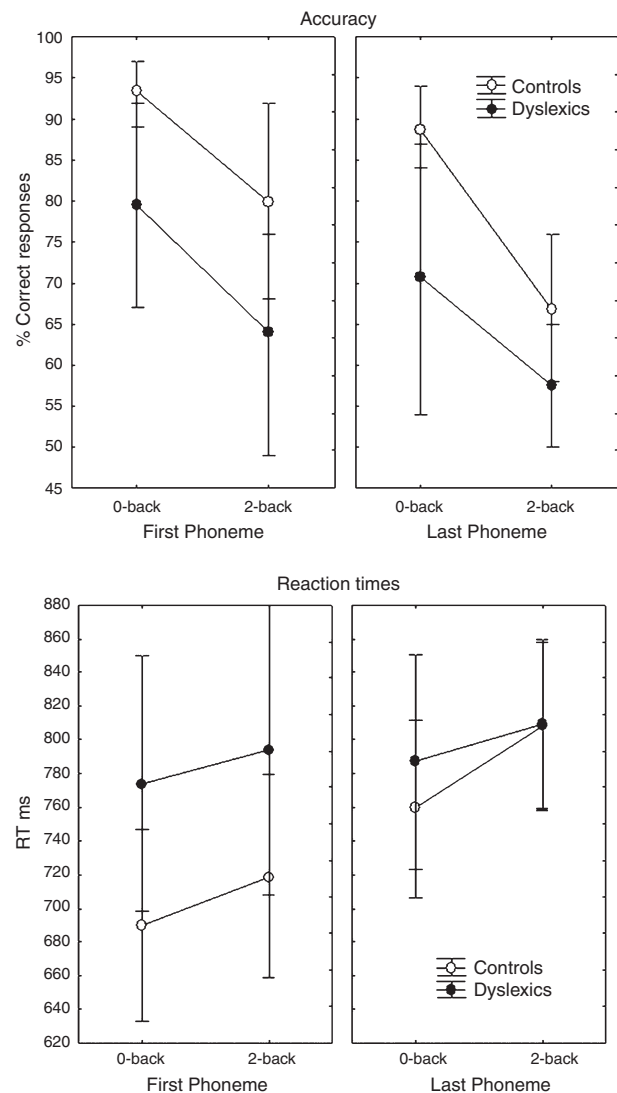 Accuracy
100
95
90
85
80
75
70
65
60
55
50
45
% Correct responses
Controls
Dyslexics
0-back 2-back 0-back 2-back
First Phoneme Last Phoneme
Reaction times
880
860
840
820
800
780
760
740
720
700
680
660
640
620
RT ms
Controls
Dyslexics
0-back 2-back 0-back 2-back
First Phoneme Last Phoneme